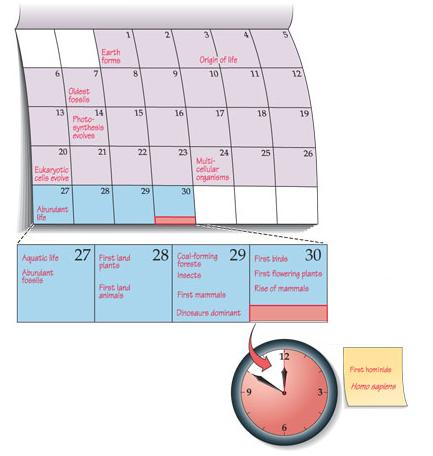 1 2 3 4 5
Earth
forms
Origin of life
6 7 8 9 10 11 12
Oldest
fossils
13 14 15 16 17 18 19
Photo-
synthesis
evolves
20 21 22 23 24 25 26
Eukaryotic
cells evolve
Multi-
cellular
organisms
27 28 29 30
Abundant
life
Aquatic life 27
Abundant
fossils
First land 28
plants
First land
animals
Coal-forming 29
forests
Insects
First mammals
Dinosaurs dominant
First birds 30
First flowering plants
Rise of mammals
12
9 3
6
First hominids
Homo sapiens